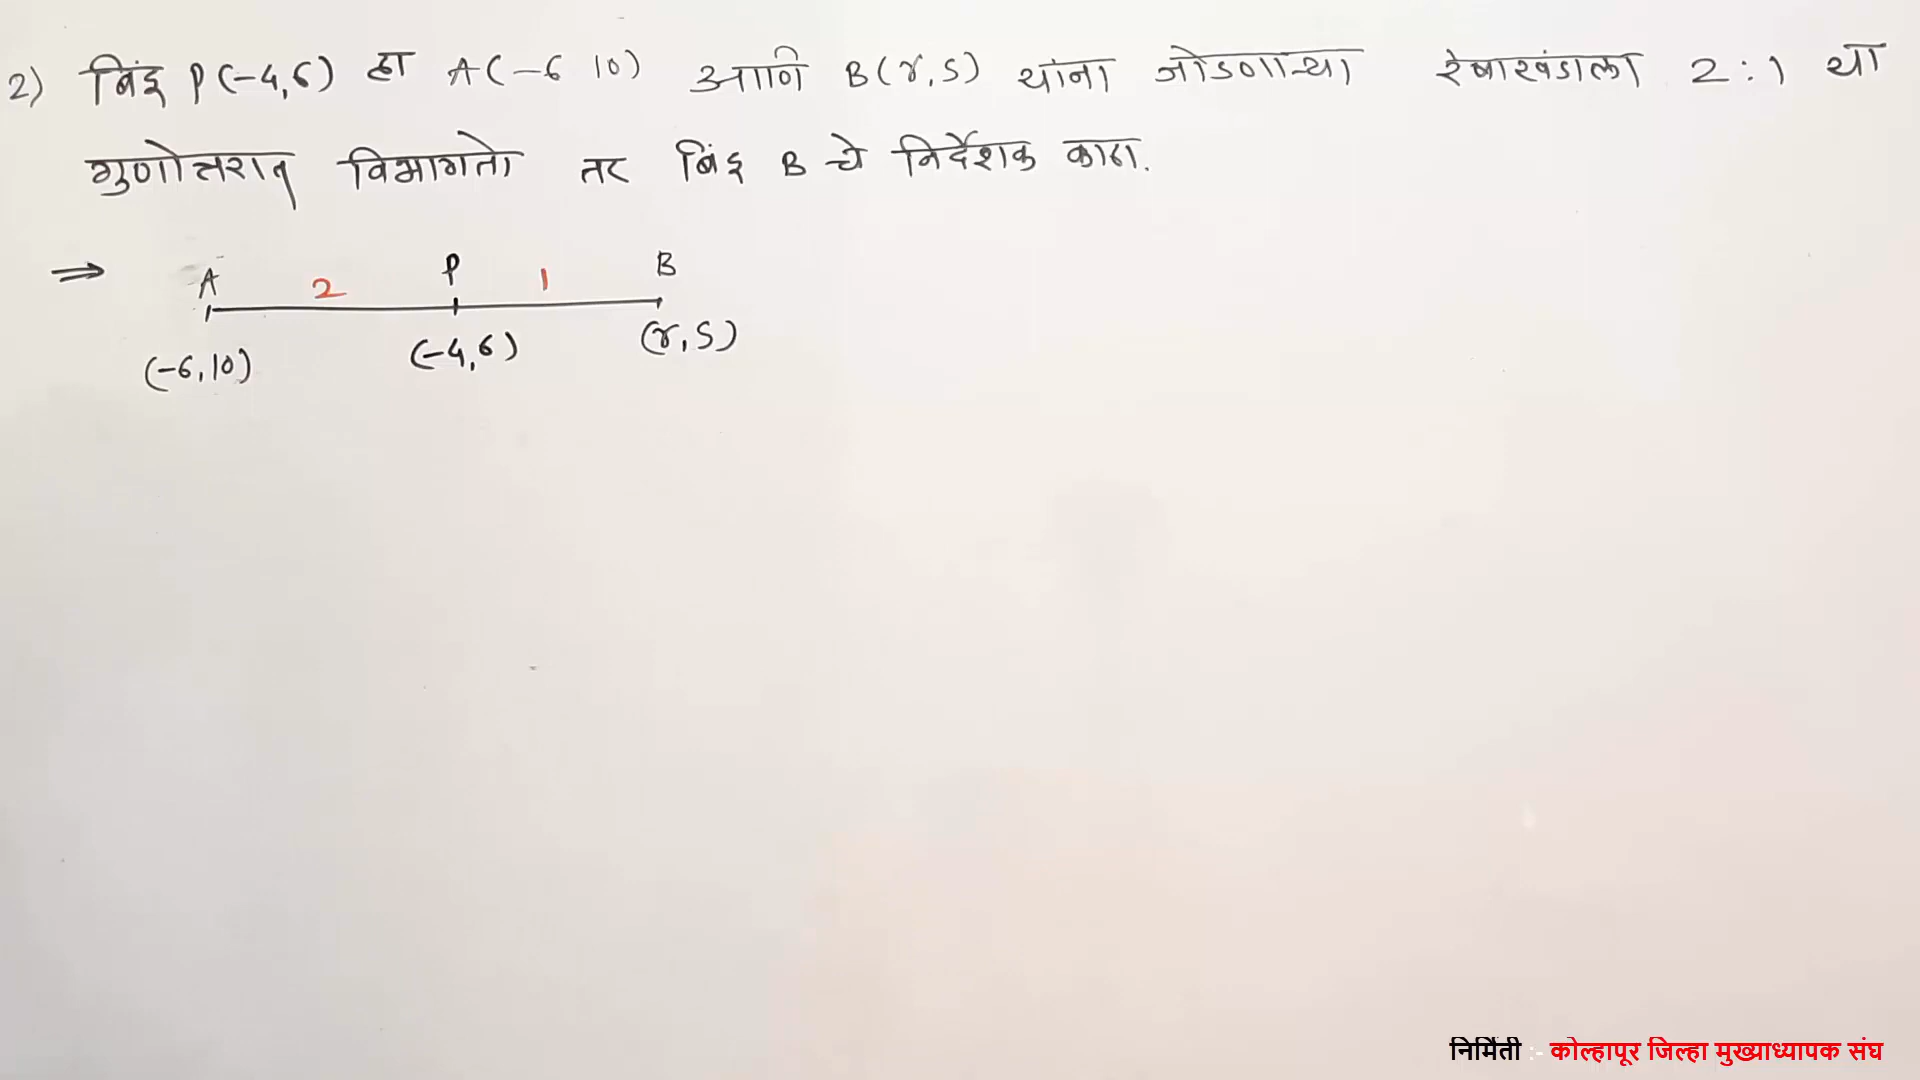 2) बिंदू P(-4,6) हा A(-6 10) आणि B(r,s) यांना जोडणाऱ्या रेषाखंडाला 2:1 या
गुणोत्तरात विभागतो तर बिंदू B चे निर्देशक काढा.
⇒ A 2 P 1 B
(-6,10) (-4,6) (r,s)
निर्मिती :- कोल्हापूर जिल्हा मुख्याध्यापक संघ